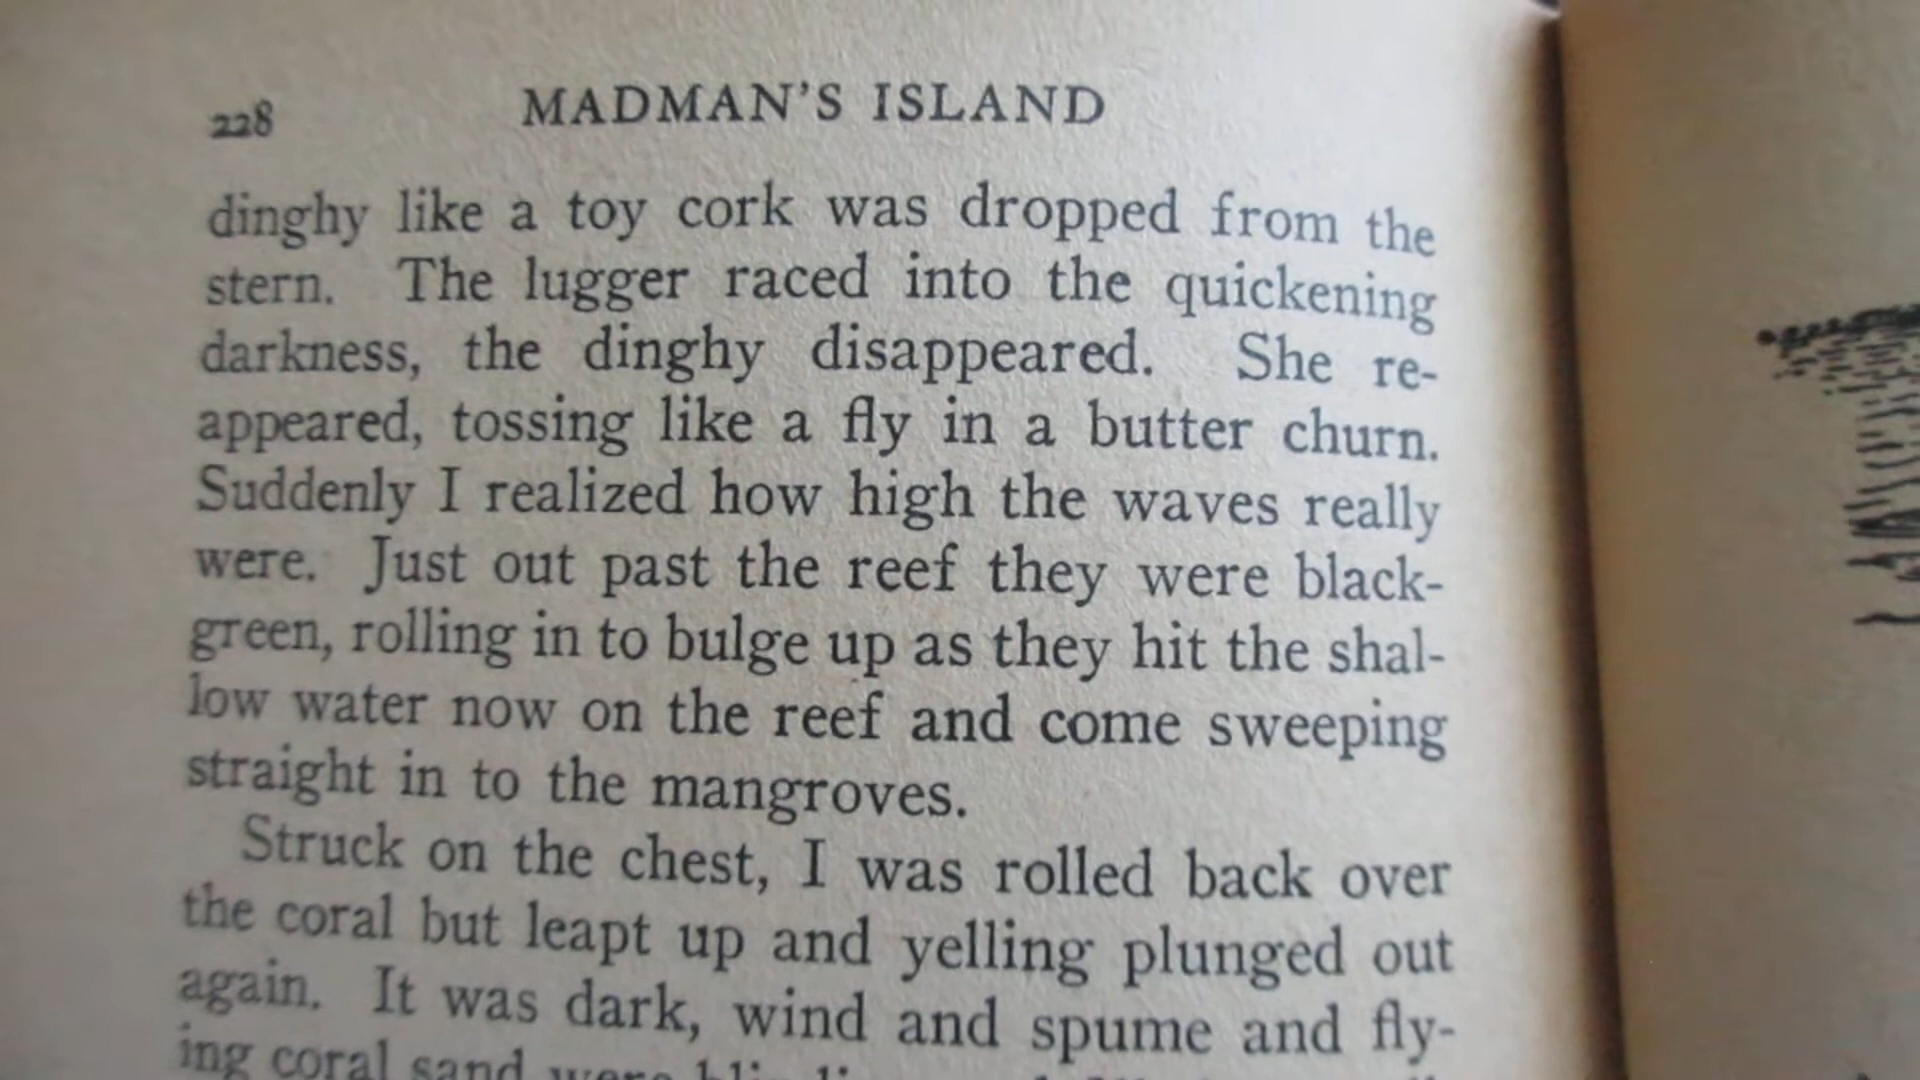 228 MADMAN'S ISLAND
dinghy like a toy cork was dropped from the
stern. The lugger raced into the quickening
darkness, the dinghy disappeared. She re-
appeared, tossing like a fly in a butter churn.
Suddenly I realized how high the waves really
were. Just out past the reef they were black-
green, rolling in to bulge up as they hit the shal-
low water now on the reef and come sweeping
straight in to the mangroves.
Struck on the chest, I was rolled back over
the coral but leapt up and yelling plunged out
again. It was dark, wind and spume and fly-
ing coral sand were